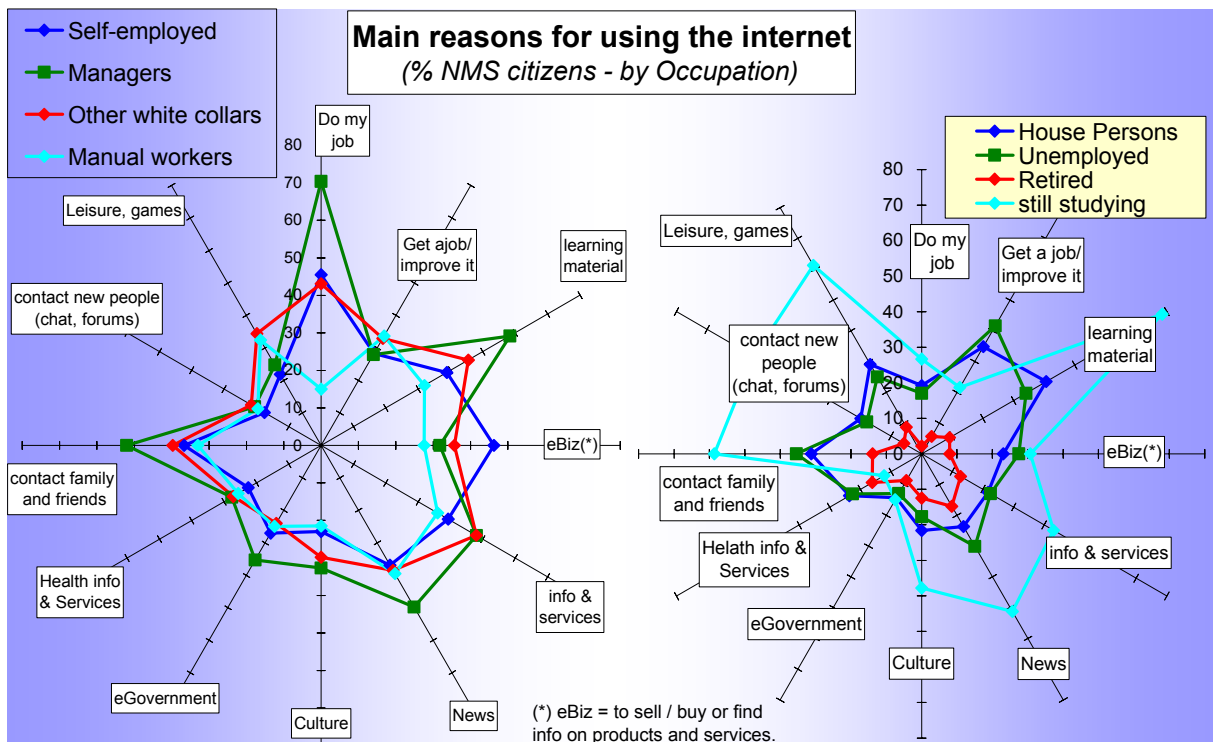 Main reasons for using the internet
(% NMS citizens - by Occupation)
Self-employed
Managers
Other white collars
Manual workers
Do my
job
Get ajob/
improve it
learning
material
eBiz(*)
info &
services
News
Culture
eGovernment
Health info
& Services
contact family
and friends
contact new people
(chat, forums)
Leisure, games
80
70
60
50
40
30
20
10
0
House Persons
Unemployed
Retired
still studying
Do my
job
Get a job/
improve it
learning
material
eBiz(*)
info & services
News
Culture
eGovernment
Helath info &
Services
contact family
and friends
contact new
people
(chat, forums)
Leisure, games
80
70
60
50
40
30
20
10
0
(*) eBiz = to sell / buy or find
info on products and services.